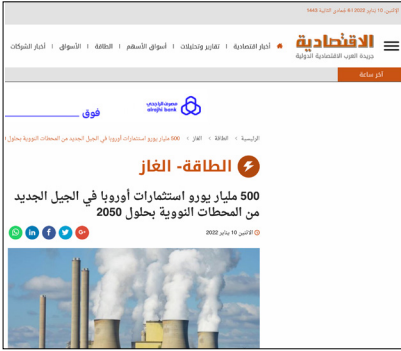 الإثنين, 10 يناير 2022 | 6 جمادى الثانية 1443
الاقتصادية
جريدة العرب الاقتصادية الدولية
أخبار اقتصادية | تقارير وتحليلات | أسواق الأسهم | الطاقة | الأسواق | أخبار الشركات
آخر ساعة
مصرف الراجحي
alrajhi bank
فوق
الرئيسية > الطاقة > الغاز > 500 مليار يورو استثمارات أوروبا في الجيل الجديد من المحطات النووية بحلول
الطاقة- الغاز
500 مليار يورو استثمارات أوروبا في الجيل الجديد
من المحطات النووية بحلول 2050
الاثنين 10 يناير 2022